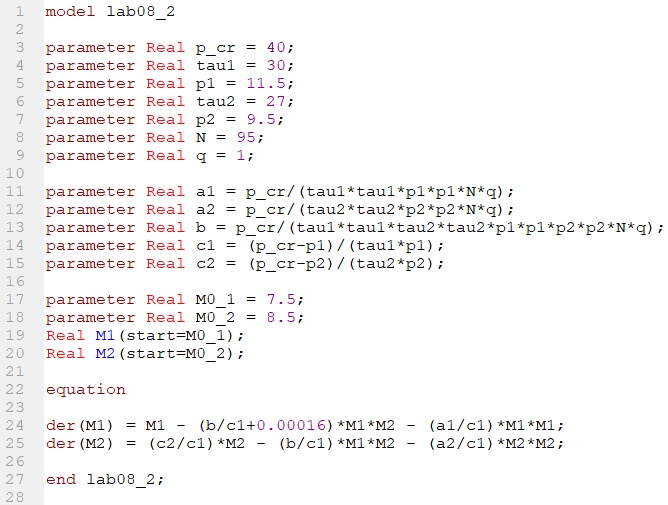 1 model lab08_2
2
3 parameter Real p_cr = 40;
4 parameter Real tau1 = 30;
5 parameter Real p1 = 11.5;
6 parameter Real tau2 = 27;
7 parameter Real p2 = 9.5;
8 parameter Real N = 95;
9 parameter Real q = 1;
10
11 parameter Real a1 = p_cr/(tau1*tau1*p1*p1*N*q);
12 parameter Real a2 = p_cr/(tau2*tau2*p2*p2*N*q);
13 parameter Real b = p_cr/(tau1*tau1*tau2*tau2*p1*p1*p2*p2*N*q);
14 parameter Real c1 = (p_cr-p1)/(tau1*p1);
15 parameter Real c2 = (p_cr-p2)/(tau2*p2);
16
17 parameter Real M0_1 = 7.5;
18 parameter Real M0_2 = 8.5;
19 Real M1(start=M0_1);
20 Real M2(start=M0_2);
21
22 equation
23
24 der(M1) = M1 - (b/c1+0.00016)*M1*M2 - (a1/c1)*M1*M1;
25 der(M2) = (c2/c1)*M2 - (b/c1)*M1*M2 - (a2/c1)*M2*M2;
26
27 end lab08_2;
28